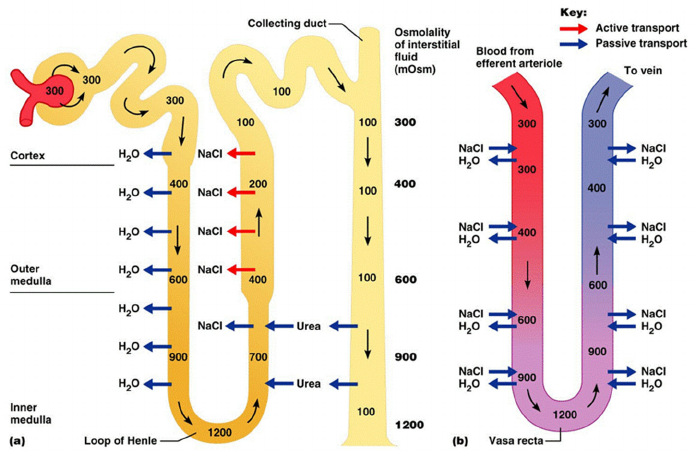 Collecting duct
Osmolality
of interstitial
fluid
(mOsm)
Key:
Active transport
Passive transport
Blood from
efferent arteriole
To vein
300
300
300
100
100
100
300
300
300
Cortex
H₂O
NaCl
NaCl
H₂O
NaCl
H₂O
300
400
H₂O
NaCl
200
100
400
400
H₂O
NaCl
NaCl
H₂O
400
NaCl
H₂O
Outer
medulla
H₂O
600
NaCl
400
100
600
600
H₂O
NaCl
Urea
NaCl
H₂O
600
NaCl
H₂O
H₂O
900
700
900
900
H₂O
Urea
NaCl
H₂O
900
NaCl
H₂O
Inner
medulla
100
1200
1200
1200
(a)
Loop of Henle
(b)
Vasa recta